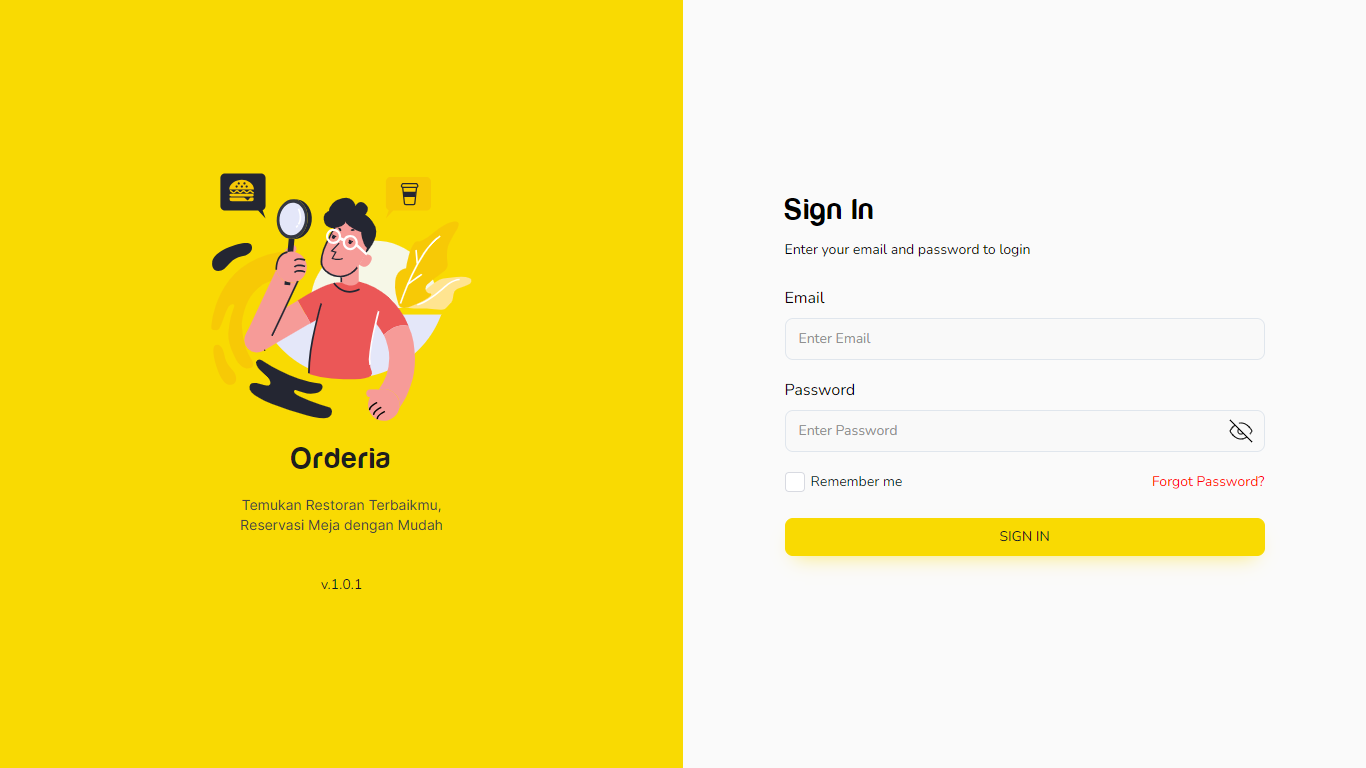 Orderia
Temukan Restoran Terbaikmu,
Reservasi Meja dengan Mudah
v.1.0.1
Sign In
Enter your email and password to login
Email
Enter Email
Password
Enter Password
Remember me
Forgot Password?
SIGN IN